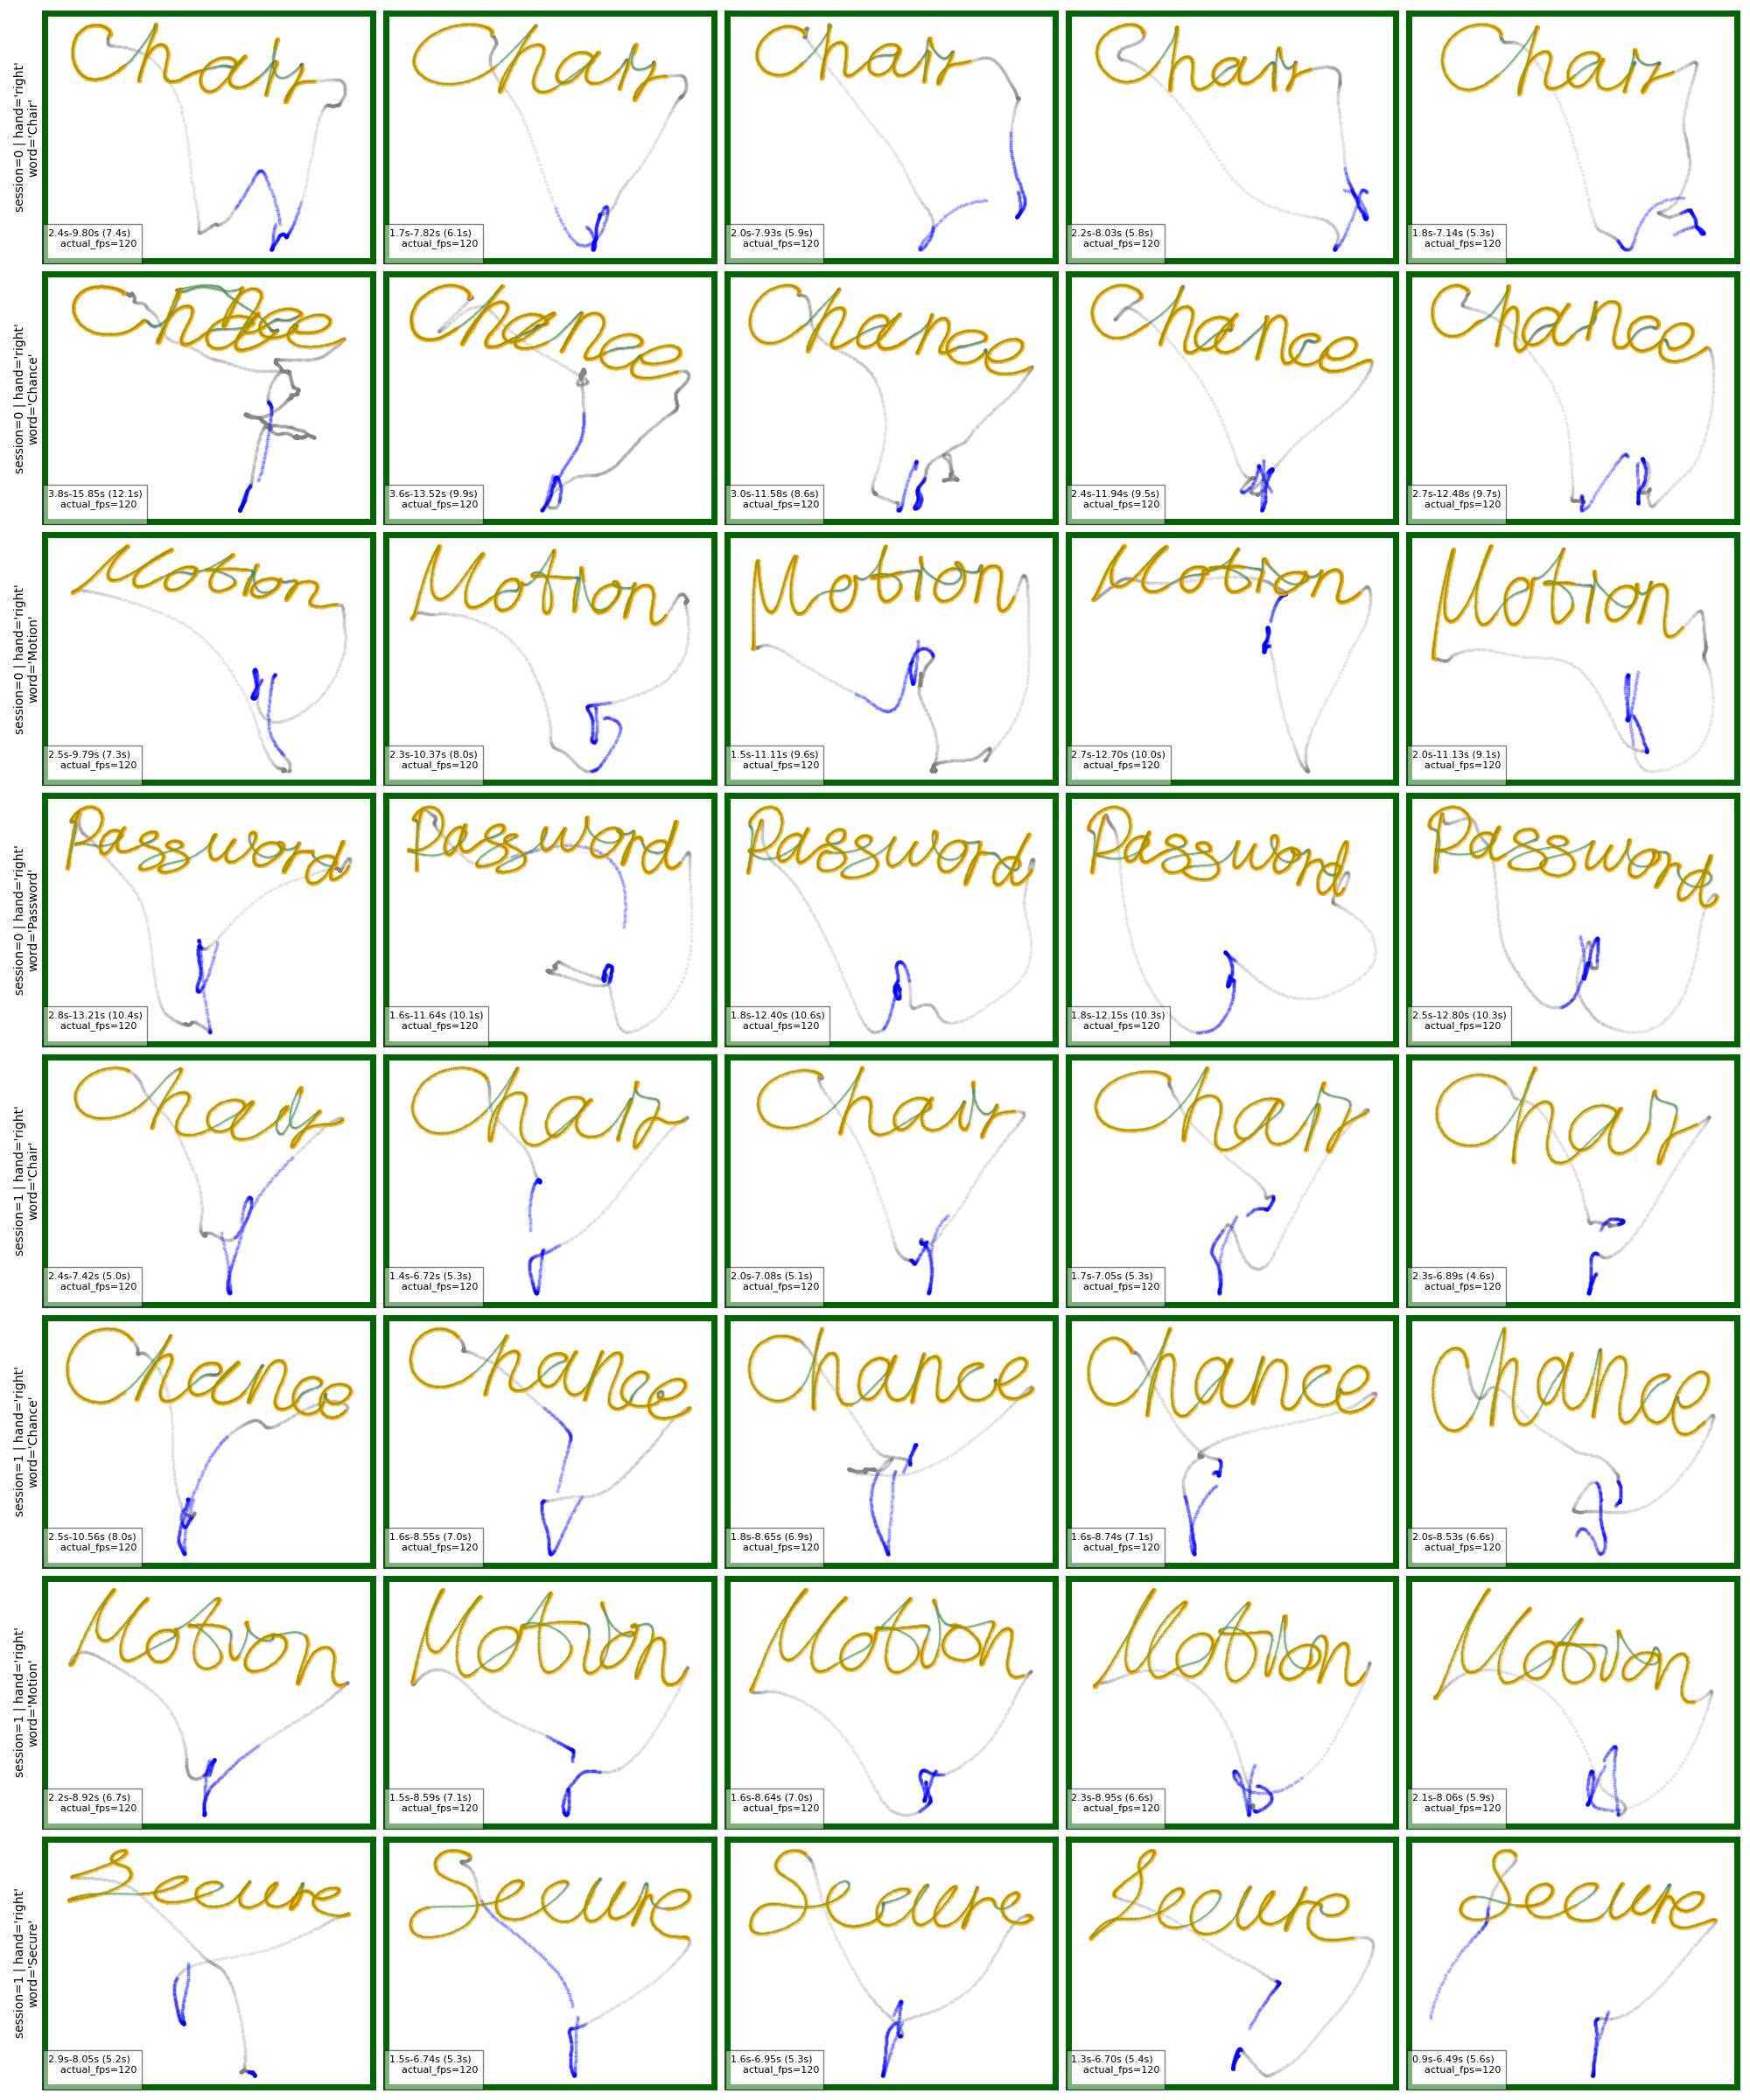 session=0 | hand='right'
word='Chair'
Chair Chair Chair Chair Chair
2.4s-9.80s (7.4s)
actual_fps=120
1.7s-7.82s (6.1s)
actual_fps=120
2.0s-7.93s (5.9s)
actual_fps=120
2.2s-8.03s (5.8s)
actual_fps=120
1.8s-7.14s (5.3s)
actual_fps=120
session=0 | hand='right'
word='Chance'
Chance Chance Chance Chance
3.8s-15.85s (12.1s)
actual_fps=120
3.6s-13.52s (9.9s)
actual_fps=120
3.0s-11.58s (8.6s)
actual_fps=120
2.4s-11.94s (9.5s)
actual_fps=120
2.7s-12.48s (9.7s)
actual_fps=120
session=0 | hand='right'
word='Motion'
Motion Motion Motion Motion Motion
2.5s-9.79s (7.3s)
actual_fps=120
2.3s-10.37s (8.0s)
actual_fps=120
1.5s-11.11s (9.6s)
actual_fps=120
2.7s-12.70s (10.0s)
actual_fps=120
2.0s-11.13s (9.1s)
actual_fps=120
session=0 | hand='right'
word='Password'
Password Password Password Password Password
2.8s-13.21s (10.4s)
actual_fps=120
1.6s-11.64s (10.1s)
actual_fps=120
1.8s-12.40s (10.6s)
actual_fps=120
1.8s-12.15s (10.3s)
actual_fps=120
2.5s-12.80s (10.3s)
actual_fps=120
session=1 | hand='right'
word='Chair'
Chair Chair Chair Chair Chair
2.4s-7.42s (5.0s)
actual_fps=120
1.4s-6.72s (5.3s)
actual_fps=120
2.0s-7.08s (5.1s)
actual_fps=120
1.7s-7.05s (5.3s)
actual_fps=120
2.3s-6.89s (4.6s)
actual_fps=120
session=1 | hand='right'
word='Chance'
Chance Chance Chance Chance Chance
2.5s-10.56s (8.0s)
actual_fps=120
1.6s-8.55s (7.0s)
actual_fps=120
1.8s-8.65s (6.9s)
actual_fps=120
1.6s-8.74s (7.1s)
actual_fps=120
2.0s-8.53s (6.6s)
actual_fps=120
session=1 | hand='right'
word='Motion'
Motion Motion Motion Motion Motion
2.2s-8.92s (6.7s)
actual_fps=120
1.5s-8.59s (7.1s)
actual_fps=120
1.6s-8.64s (7.0s)
actual_fps=120
2.3s-8.95s (6.6s)
actual_fps=120
2.1s-8.06s (5.9s)
actual_fps=120
session=1 | hand='right'
word='Secure'
Secure Secure Secure Secure Secure
2.9s-8.05s (5.2s)
actual_fps=120
1.5s-6.74s (5.3s)
actual_fps=120
1.6s-6.95s (5.3s)
actual_fps=120
1.3s-6.70s (5.4s)
actual_fps=120
0.9s-6.49s (5.6s)
actual_fps=120